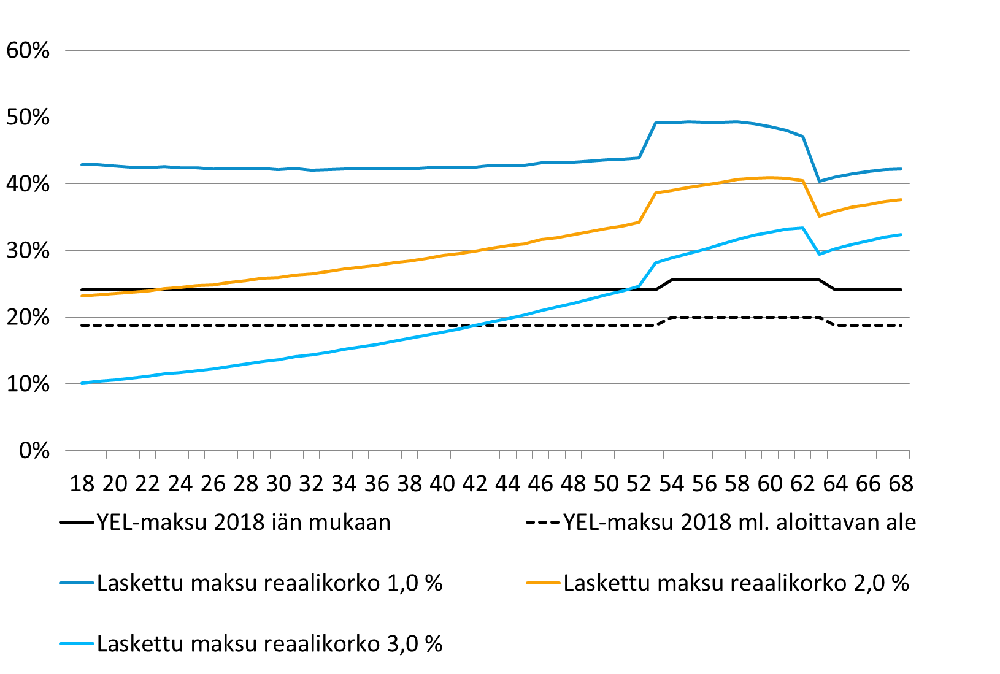 60%
50%
40%
30%
20%
10%
0%
18 20 22 24 26 28 30 32 34 36 38 40 42 44 46 48 50 52 54 56 58 60 62 64 66 68
YEL-maksu 2018 iän mukaan
YEL-maksu 2018 ml. aloittavan ale
Laskettu maksu reaalikorko 1,0 %
Laskettu maksu reaalikorko 2,0 %
Laskettu maksu reaalikorko 3,0 %